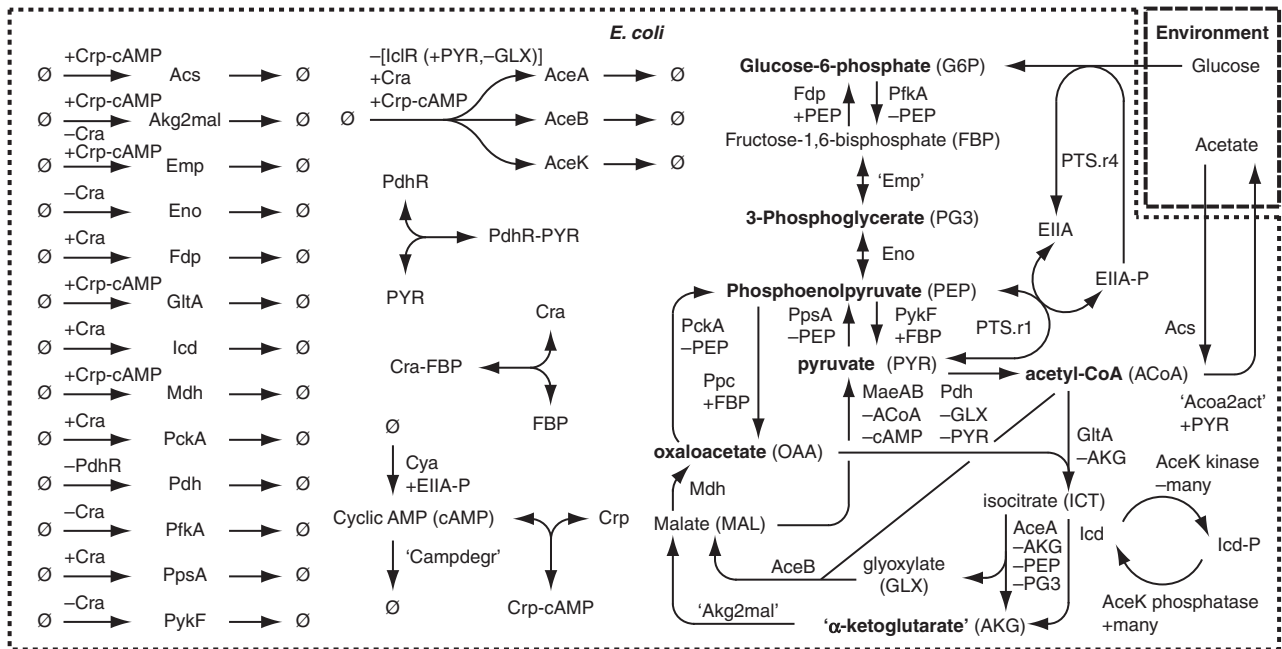 E. coli
Environment
+Crp-cAMP
Ø Acs Ø
+Crp-cAMP
Ø Akg2mal Ø
–Cra
+Crp-cAMP
Ø Emp Ø
–Cra
Ø Eno Ø
+Cra
Ø Fdp Ø
+Crp-cAMP
Ø GltA Ø
+Cra
Ø Icd Ø
+Crp-cAMP
Ø Mdh Ø
+Cra
Ø PckA Ø
–PdhR
Ø Pdh Ø
–Cra
Ø PfkA Ø
+Cra
Ø PpsA Ø
–Cra
Ø PykF Ø
–[IclR (+PYR,–GLX)]
+Cra
+Crp-cAMP
Ø
AceA Ø
AceB Ø
AceK Ø
PdhR
PdhR-PYR
PYR
Cra
Cra-FBP
FBP
Ø
Cya
+EIIA-P
Cyclic AMP (cAMP)
Crp
'Campdegr'
Crp-cAMP
Ø
Glucose-6-phosphate (G6P)
Glucose
Fdp
+PEP
PfkA
–PEP
Fructose-1,6-bisphosphate (FBP)
Acetate
'Emp'
PTS.r4
3-Phosphoglycerate (PG3)
EIIA
Eno
EIIA-P
Phosphoenolpyruvate (PEP)
PckA
–PEP
PpsA
–PEP
PykF
+FBP
PTS.r1
Acs
pyruvate (PYR)
acetyl-CoA (ACoA)
Ppc
+FBP
MaeAB
–ACoA
–cAMP
Pdh
–GLX
–PYR
'Acoa2act'
+PYR
GltA
–AKG
oxaloacetate (OAA)
Mdh
AceK kinase
–many
isocitrate (ICT)
Malate (MAL)
AceA
–AKG
–PEP
–PG3
Icd
Icd-P
AceB
glyoxylate
(GLX)
AceK phosphatase
+many
'Akg2mal'
'α-ketoglutarate' (AKG)